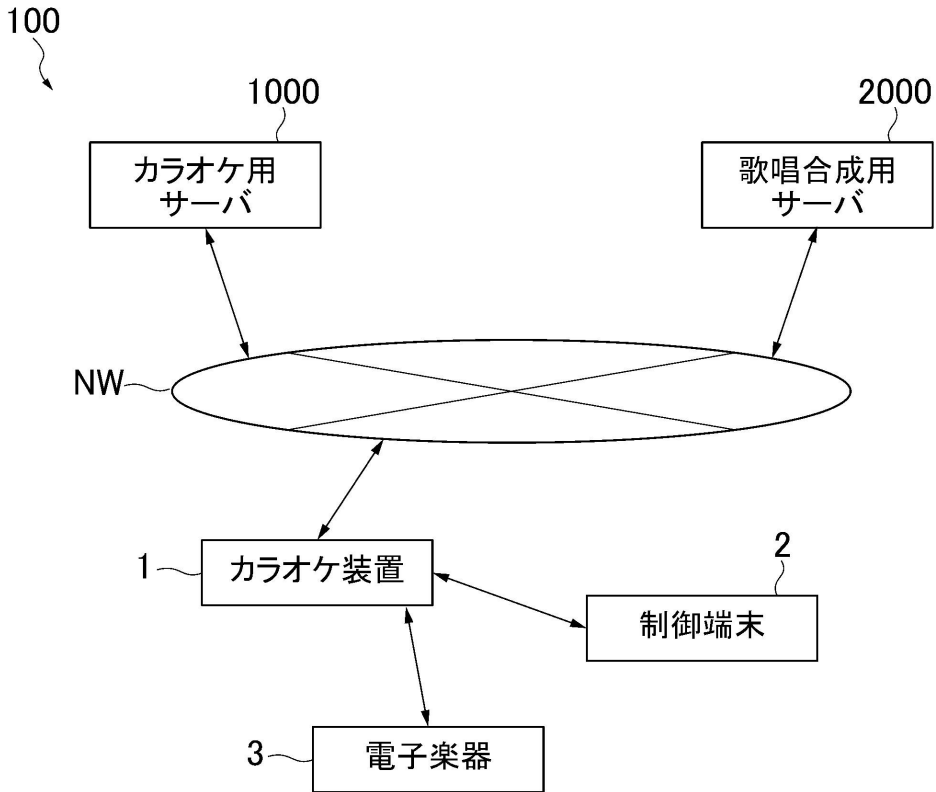 100
1000
カラオケ用
サーバ
2000
歌唱合成用
サーバ
NW
1
カラオケ装置
2
制御端末
3
電子楽器